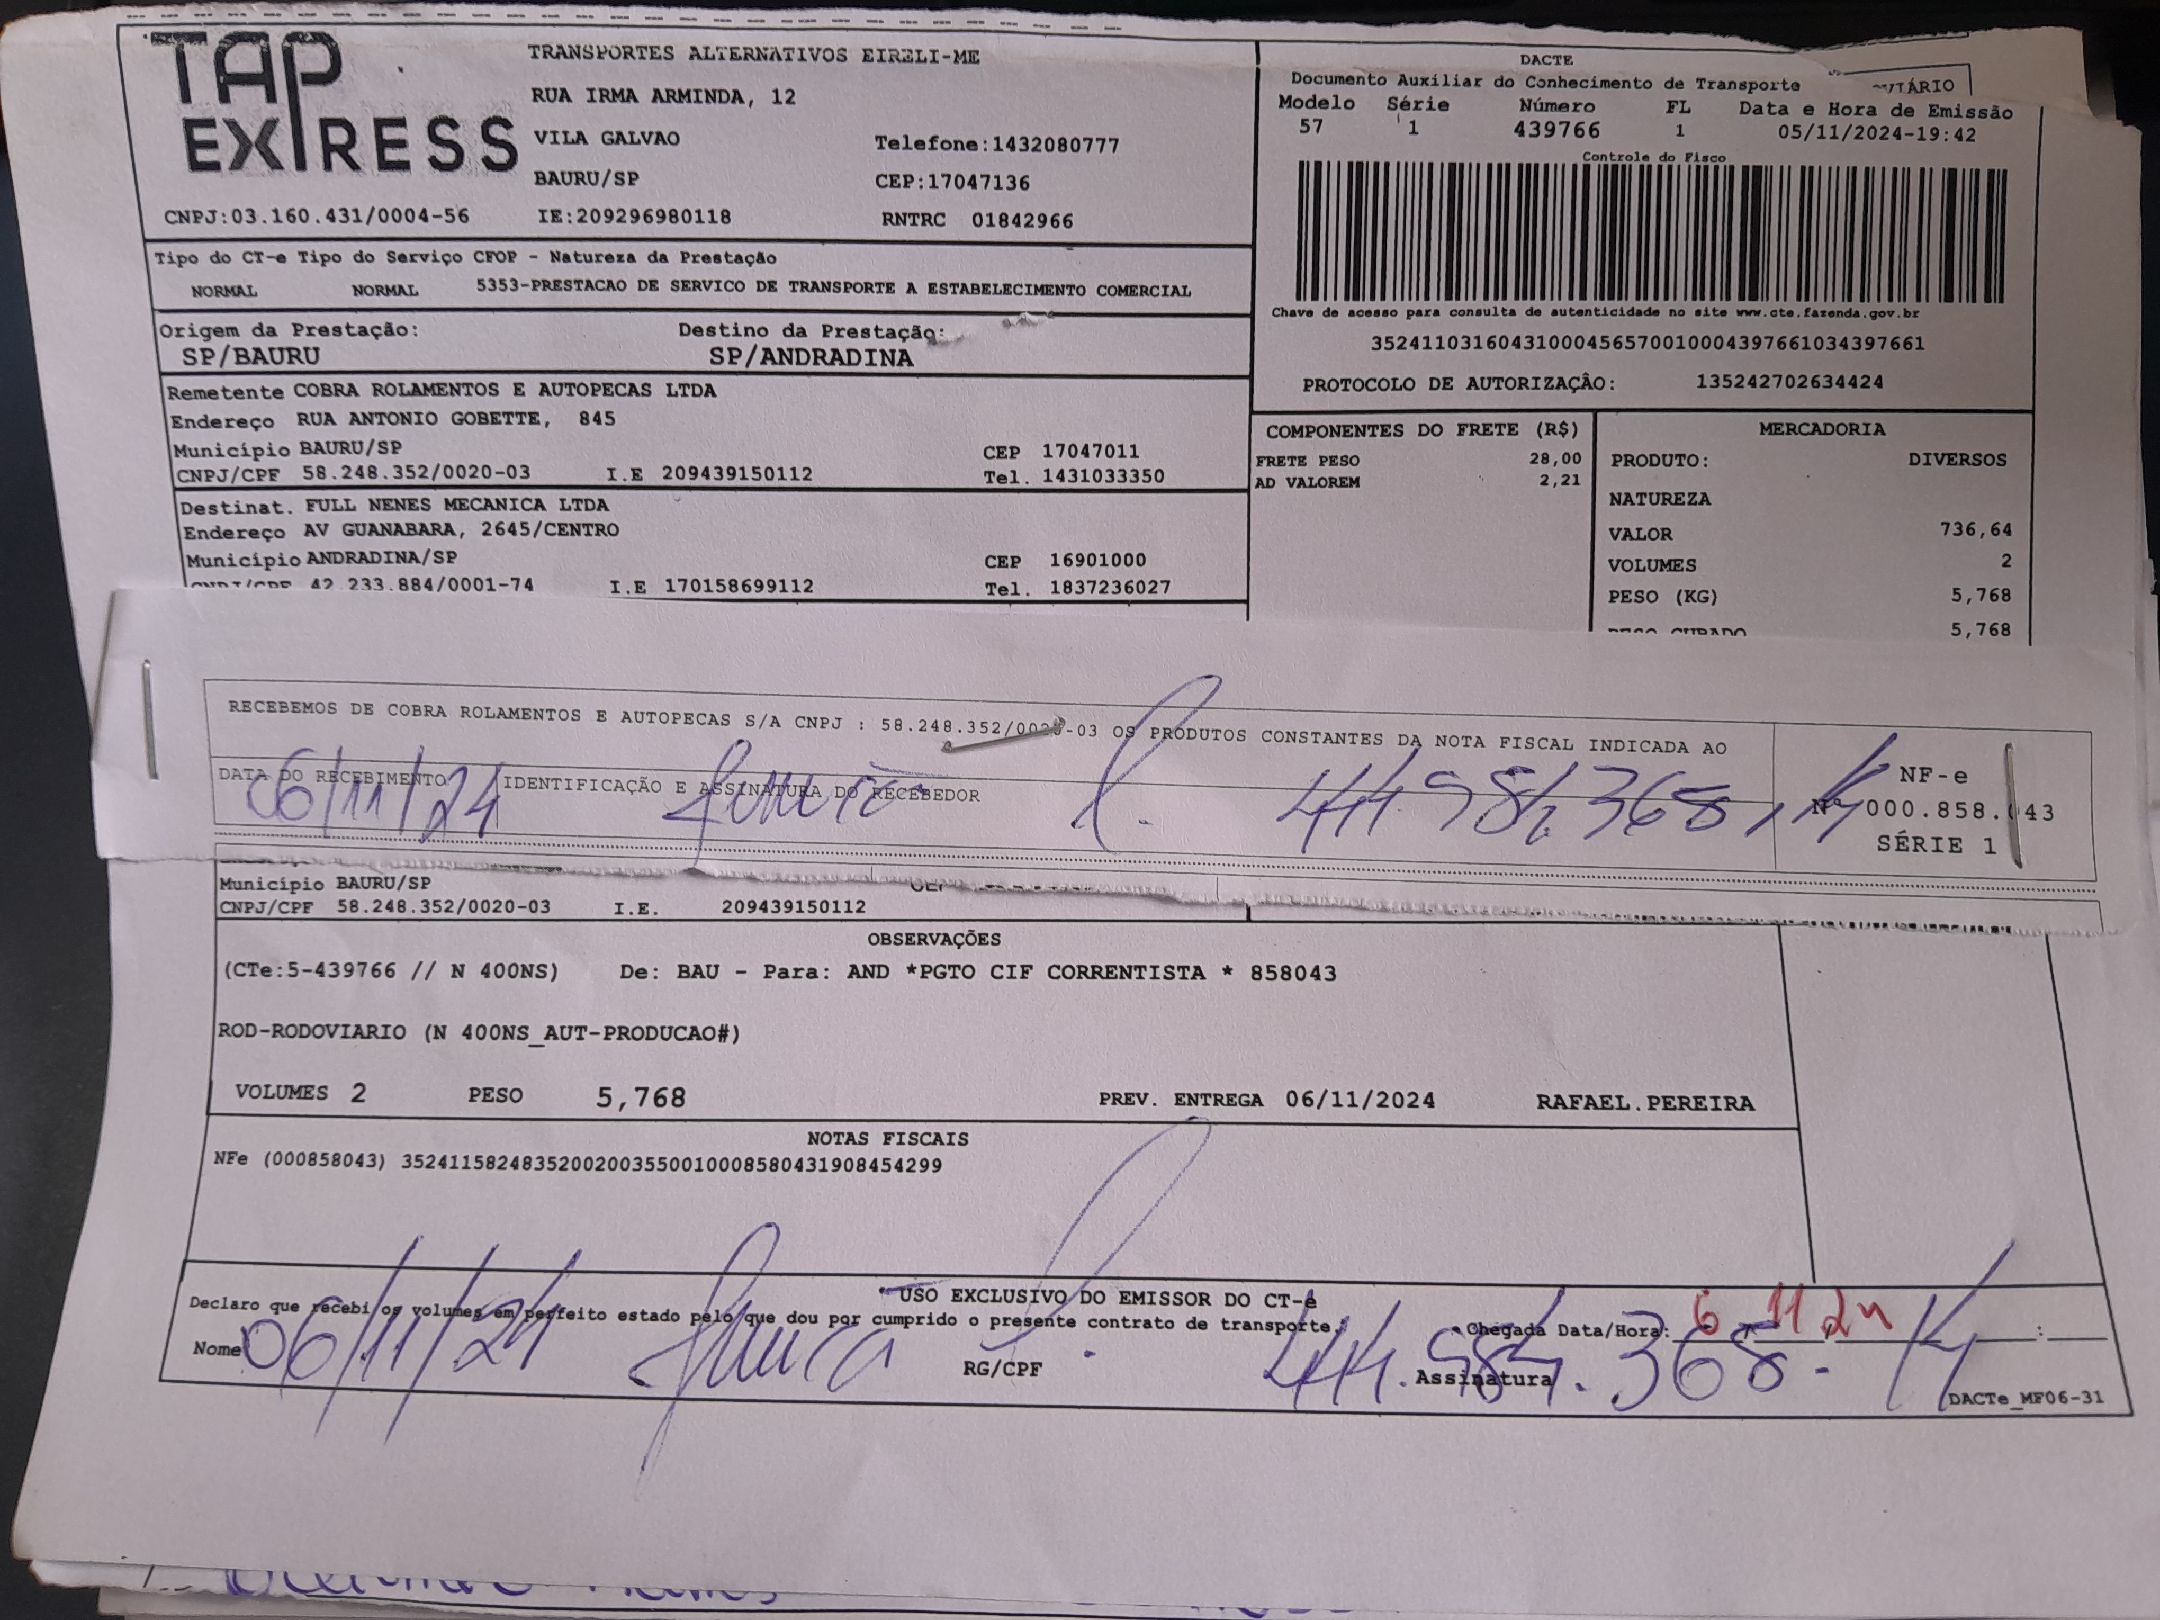 TAP EXPRESS
TRANSPORTES ALTERNATIVOS EIRELI-ME
RUA IRMA ARMINDA, 12
VILA GALVAO Telefone:1432080777
BAURU/SP CEP:17047136
CNPJ:03.160.431/0004-56 IE:209296980118 RNTRC 01842966
DACTE
Documento Auxiliar do Conhecimento de Transporte
Modelo Série Número FL Data e Hora de Emissão
57 1 439766 1 05/11/2024-19:42
Controle do Fisco
Chave de acesso para consulta de autenticidade no site www.cte.fazenda.gov.br
35241103160431000456570010004397661034397661
PROTOCOLO DE AUTORIZAÇÂO: 135242702634424
Tipo do CT-e Tipo do Serviço CFOP - Natureza da Prestação
NORMAL NORMAL 5353-PRESTACAO DE SERVICO DE TRANSPORTE A ESTABELECIMENTO COMERCIAL
Origem da Prestação: Destino da Prestação:
SP/BAURU SP/ANDRADINA
Remetente COBRA ROLAMENTOS E AUTOPECAS LTDA
Endereço RUA ANTONIO GOBETTE, 845
Município BAURU/SP CEP 17047011
CNPJ/CPF 58.248.352/0020-03 I.E 209439150112 Tel. 1431033350
Destinat. FULL NENES MECANICA LTDA
Endereço AV GUANABARA, 2645/CENTRO
Município ANDRADINA/SP CEP 16901000
CNPJ/CPF 42.233.884/0001-74 I.E 170158699112 Tel. 1837236027
COMPONENTES DO FRETE (R$)
FRETE PESO 28,00
AD VALOREM 2,21
MERCADORIA
PRODUTO: DIVERSOS
NATUREZA
VALOR 736,64
VOLUMES 2
PESO (KG) 5,768
PESO CUBADO 5,768
RECEBEMOS DE COBRA ROLAMENTOS E AUTOPECAS S/A CNPJ : 58.248.352/0020-03 OS PRODUTOS CONSTANTES DA NOTA FISCAL INDICADA AO
DATA DO RECEBIMENTO IDENTIFICAÇÃO E ASSINATURA DO RECEBEDOR
06/11/24
NF-e
Nº 000.858.043
SÉRIE 1
Município BAURU/SP
CNPJ/CPF 58.248.352/0020-03 I.E. 209439150112
OBSERVAÇÕES
(CTe:5-439766 // N 400NS) De: BAU - Para: AND *PGTO CIF CORRENTISTA * 858043
ROD-RODOVIARIO (N 400NS_AUT-PRODUCAO#)
VOLUMES 2 PESO 5,768 PREV. ENTREGA 06/11/2024 RAFAEL.PEREIRA
NOTAS FISCAIS
NFe (000858043) 35241158248352002003550010008580431908454299
USO EXCLUSIVO DO EMISSOR DO CT-e
Declaro que recebi os volumes em perfeito estado pelo que dou por cumprido o presente contrato de transporte.
Chegada Data/Hora: 6 11 24 :
Nome 06/11/24 RG/CPF Assinatura
DACTe_MF06-31